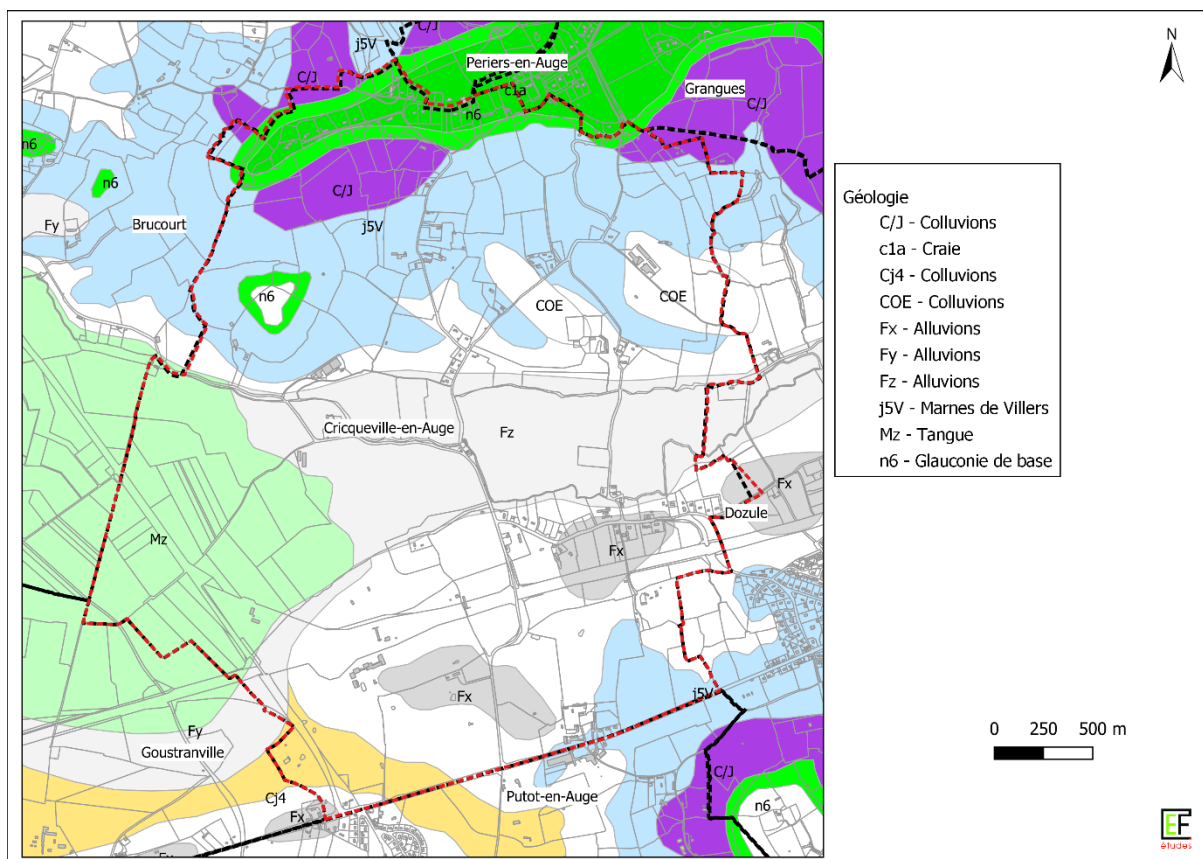 N
C/J
j5V
Periers-en-Auge
C/J
c1a
Grangues
C/J
n6
n6
n6
C/J
Fy
Brucourt
j5V
n6
COE
COE
Cricqueville-en-Auge
Fz
Fx
Dozule
Mz
Fx
Fx
j5V
Fy
Goustranville
C/J
Cj4
Putot-en-Auge
n6
Fx
Géologie
C/J - Colluvions
c1a - Craie
Cj4 - Colluvions
COE - Colluvions
Fx - Alluvions
Fy - Alluvions
Fz - Alluvions
j5V - Marnes de Villers
Mz - Tangue
n6 - Glauconie de base
0 250 500 m
EF
études